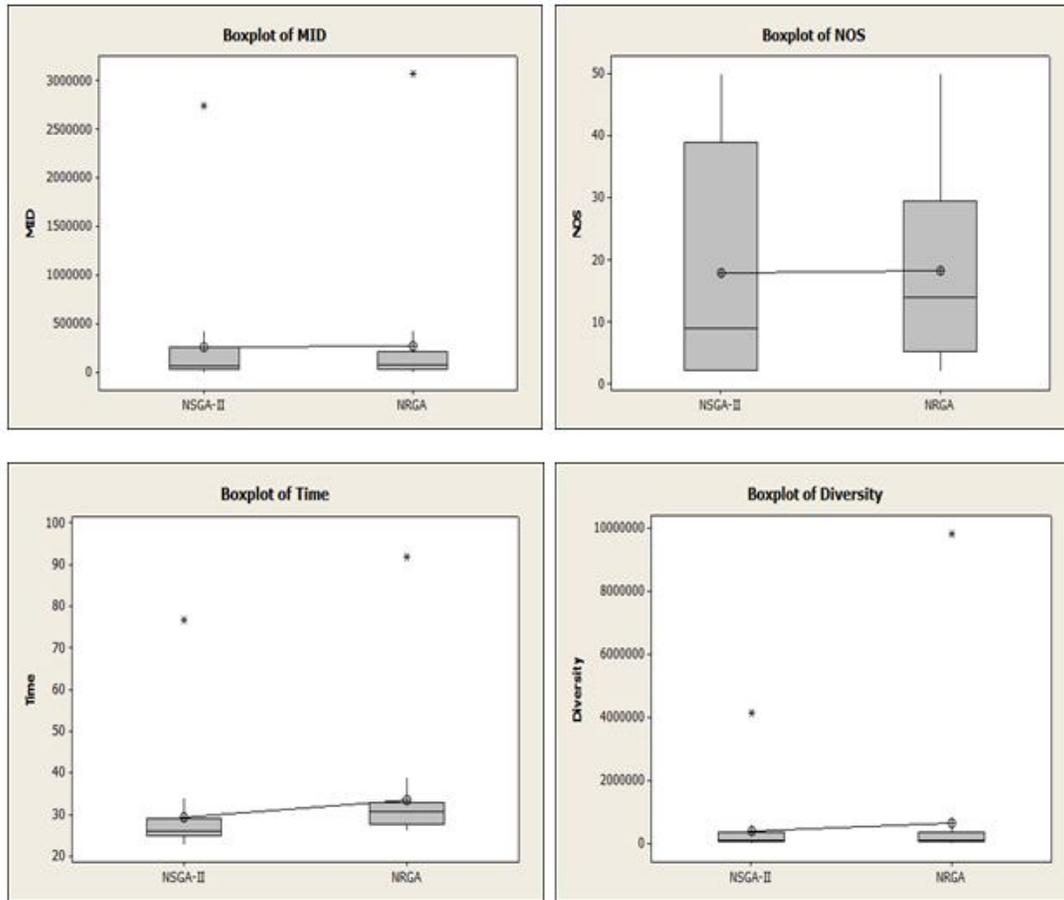 Boxplot of MID
3000000
2500000
2000000
1500000
1000000
500000
0
MID
NSGA-II
NRGA
Boxplot of NOS
50
40
30
20
10
0
NOS
NSGA-II
NRGA
Boxplot of Time
100
90
80
70
60
50
40
30
20
Time
NSGA-II
NRGA
Boxplot of Diversity
10000000
8000000
6000000
4000000
2000000
0
Diversity
NSGA-II
NRGA